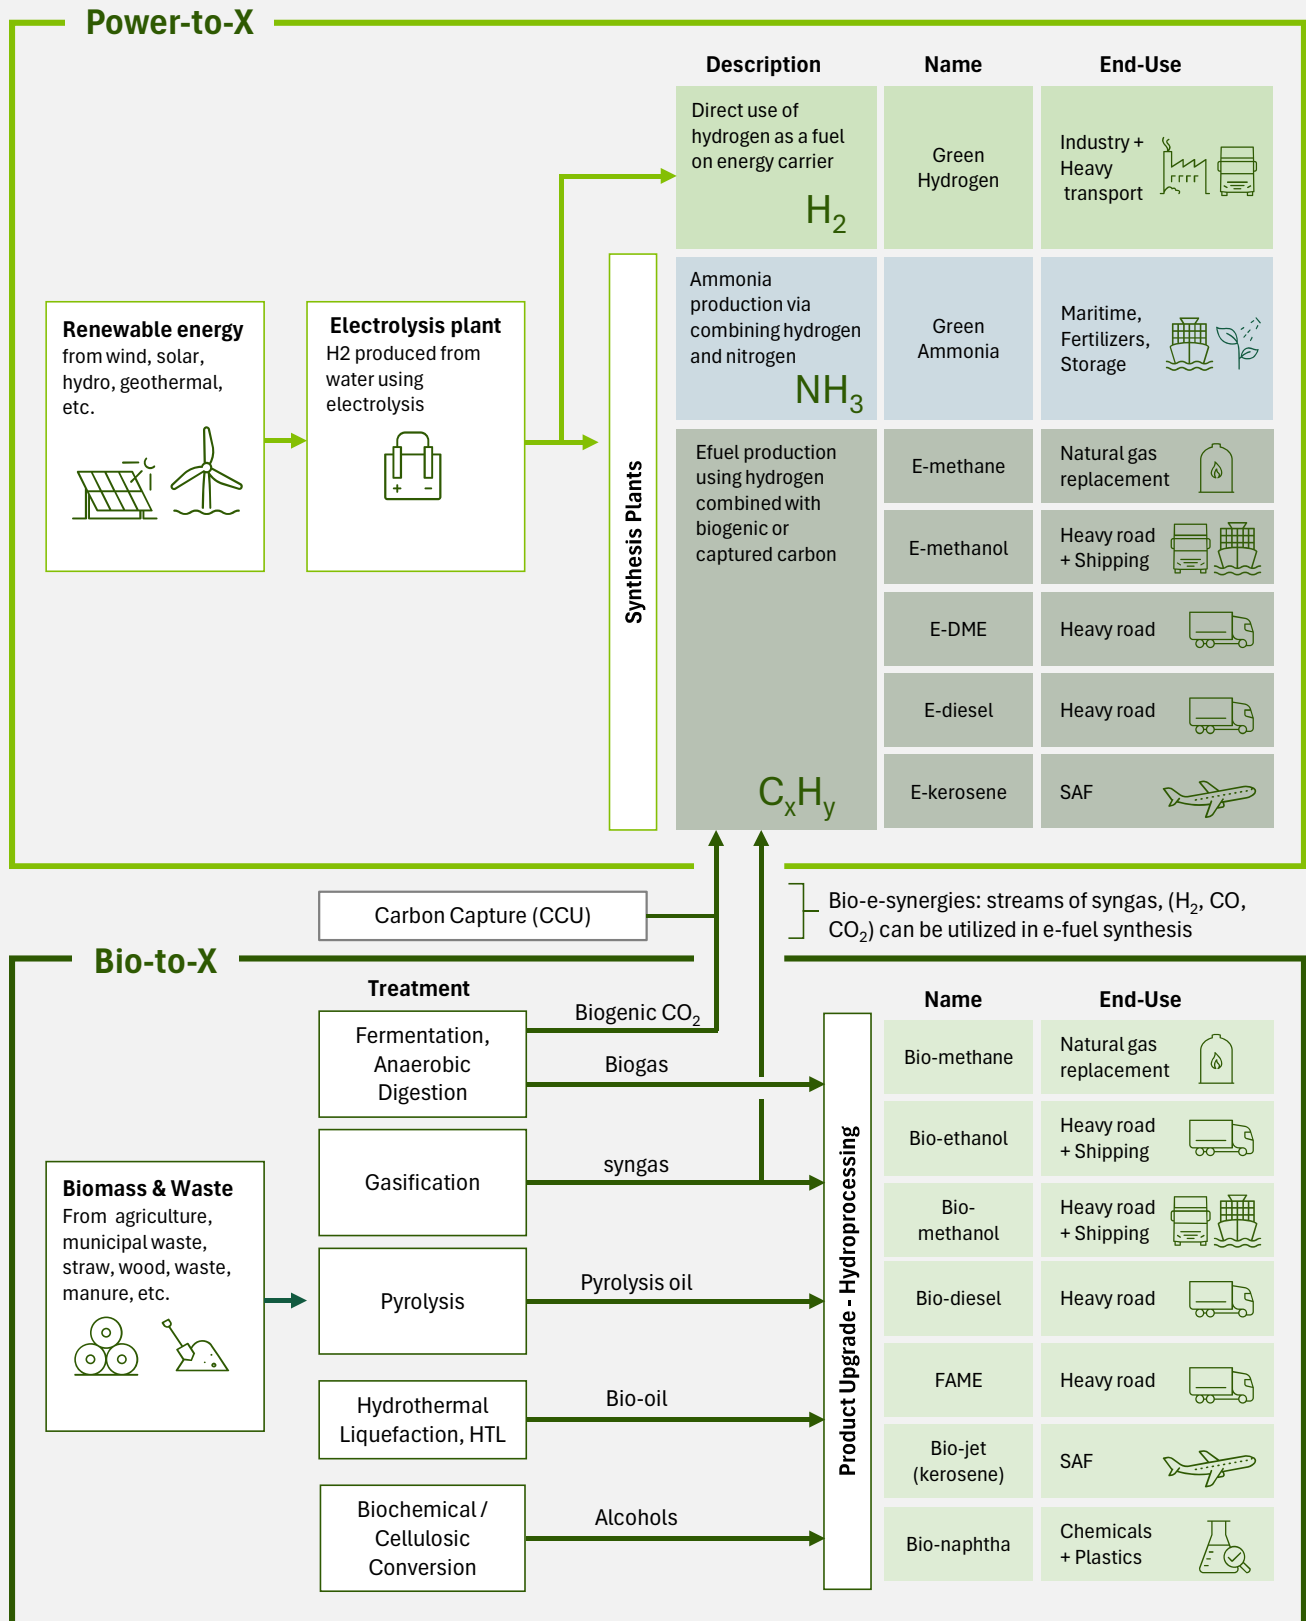 Power-to-X
Description
Name
End-Use
Direct use of
hydrogen as a fuel
on energy carrier
H₂
Green
Hydrogen
Industry +
Heavy
transport
Renewable energy
from wind, solar,
hydro, geothermal,
etc.
Electrolysis plant
H2 produced from
water using
electrolysis
+ −
Synthesis Plants
Ammonia
production via
combining hydrogen
and nitrogen
NH₃
Green
Ammonia
Maritime,
Fertilizers,
Storage
Efuel production
using hydrogen
combined with
biogenic or
captured carbon
CₓHᵧ
E-methane
Natural gas
replacement
E-methanol
Heavy road
+ Shipping
E-DME
Heavy road
E-diesel
Heavy road
E-kerosene
SAF
Carbon Capture (CCU)
Bio-e-synergies: streams of syngas, (H₂, CO,
CO₂) can be utilized in e-fuel synthesis
Bio-to-X
Treatment
Name
End-Use
Biomass & Waste
From agriculture,
municipal waste,
straw, wood, waste,
manure, etc.
Fermentation,
Anaerobic
Digestion
Biogenic CO₂
Biogas
Gasification
syngas
Pyrolysis
Pyrolysis oil
Hydrothermal
Liquefaction, HTL
Bio-oil
Biochemical /
Cellulosic
Conversion
Alcohols
Product Upgrade - Hydroprocessing
Bio-methane
Natural gas
replacement
Bio-ethanol
Heavy road
+ Shipping
Bio-
methanol
Heavy road
+ Shipping
Bio-diesel
Heavy road
FAME
Heavy road
Bio-jet
(kerosene)
SAF
Bio-naphtha
Chemicals
+ Plastics